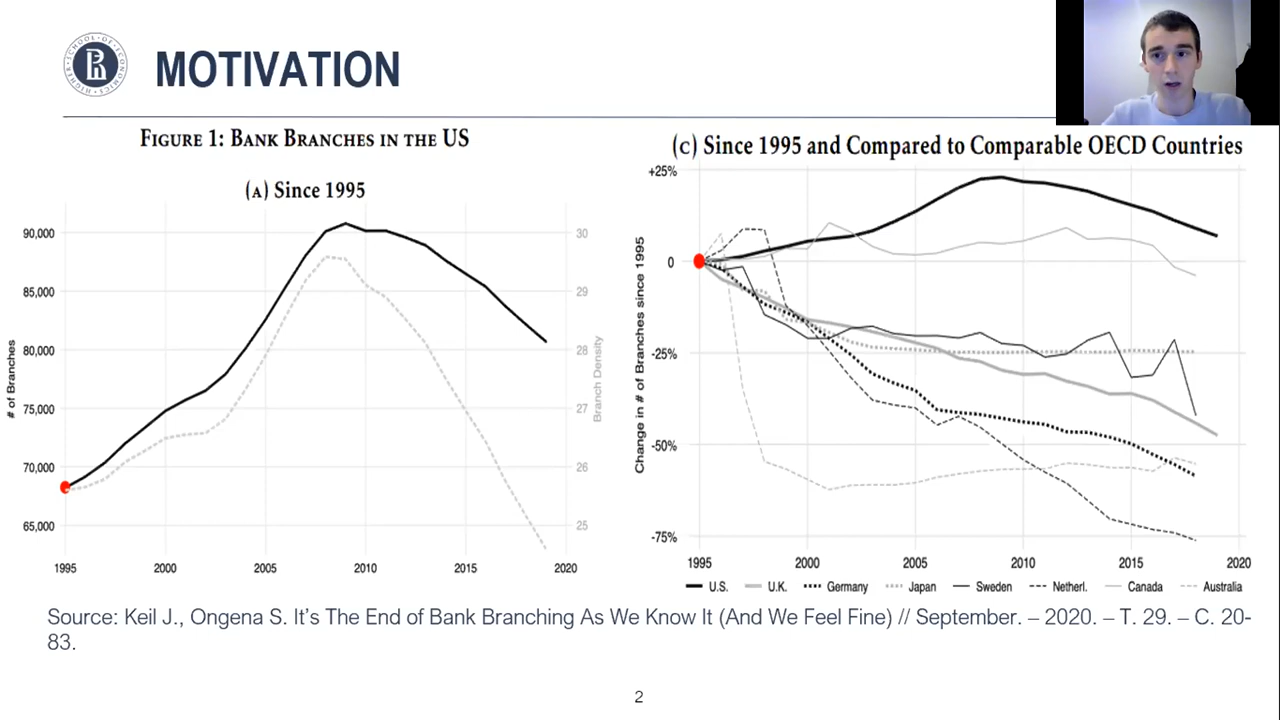 HIGHER · SCHOOL · OF · ECONOMICS
MOTIVATION
FIGURE 1: BANK BRANCHES IN THE US
(A) Since 1995
# of Branches
90,000
85,000
80,000
75,000
70,000
65,000
30
29
28
27
26
25
Branch Density
1995 2000 2005 2010 2015 2020
(C) Since 1995 and Compared to Comparable OECD Countries
Change in # of Branches since 1995
+25%
0
-25%
-50%
-75%
1995 2000 2005 2010 2015 2020
U.S. U.K. Germany Japan Sweden Netherl. Canada Australia
Source: Keil J., Ongena S. It’s The End of Bank Branching As We Know It (And We Feel Fine) // September. – 2020. – T. 29. – C. 20-
83.
2